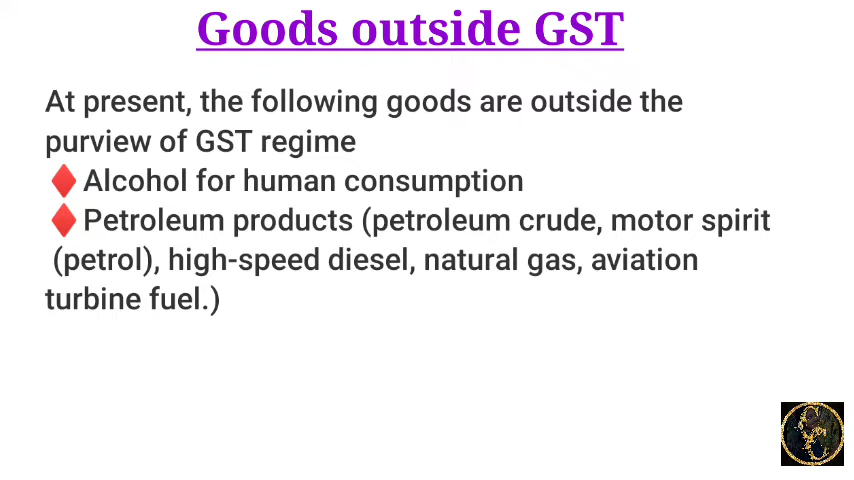 Goods outside GST
At present, the following goods are outside the
purview of GST regime
♦️Alcohol for human consumption
♦️Petroleum products (petroleum crude, motor spirit
(petrol), high-speed diesel, natural gas, aviation
turbine fuel.)